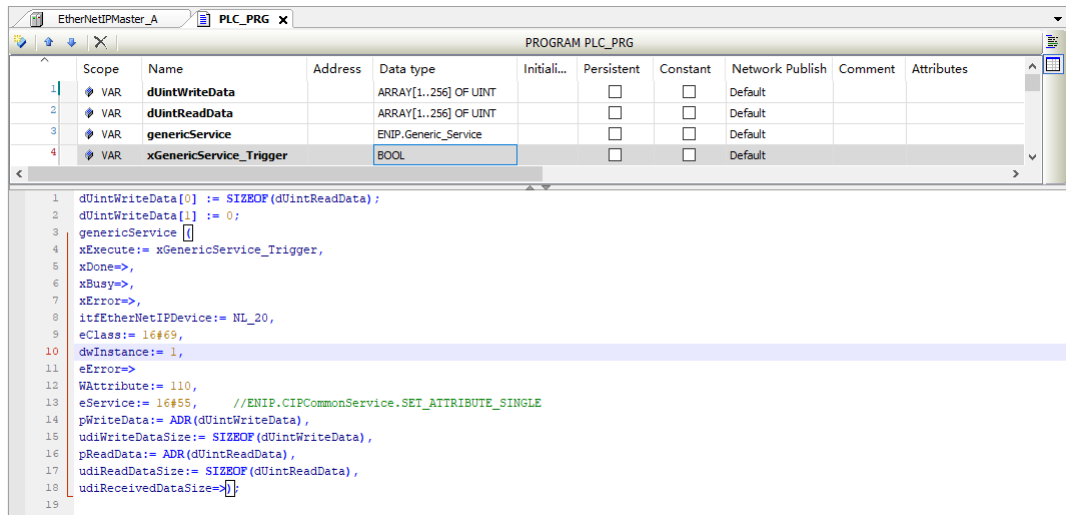 EtherNetIPMaster_A PLC_PRG X
PROGRAM PLC_PRG
Scope Name Address Data type Initiali... Persistent Constant Network Publish Comment Attributes
1 VAR dUintWriteData ARRAY[1..256] OF UINT Default
2 VAR dUintReadData ARRAY[1..256] OF UINT Default
3 VAR genericService ENIP.Generic_Service Default
4 VAR xGenericService_Trigger BOOL Default
1 dUintWriteData[0] := SIZEOF(dUintReadData);
2 dUintWriteData[1] := 0;
3 genericService (
4 xExecute:= xGenericService_Trigger,
5 xDone=>,
6 xBusy=>,
7 xError=>,
8 itfEtherNetIPDevice:= NL_20,
9 eClass:= 16#69,
10 dwInstance:= 1,
11 eError=>
12 WAttribute:= 110,
13 eService:= 16#55, //ENIP.CIPCommonService.SET_ATTRIBUTE_SINGLE
14 pWriteData:= ADR(dUintWriteData),
15 udiWriteDataSize:= SIZEOF(dUintWriteData),
16 pReadData:= ADR(dUintReadData),
17 udiReadDataSize:= SIZEOF(dUintReadData),
18 udiReceivedDataSize=>);
19